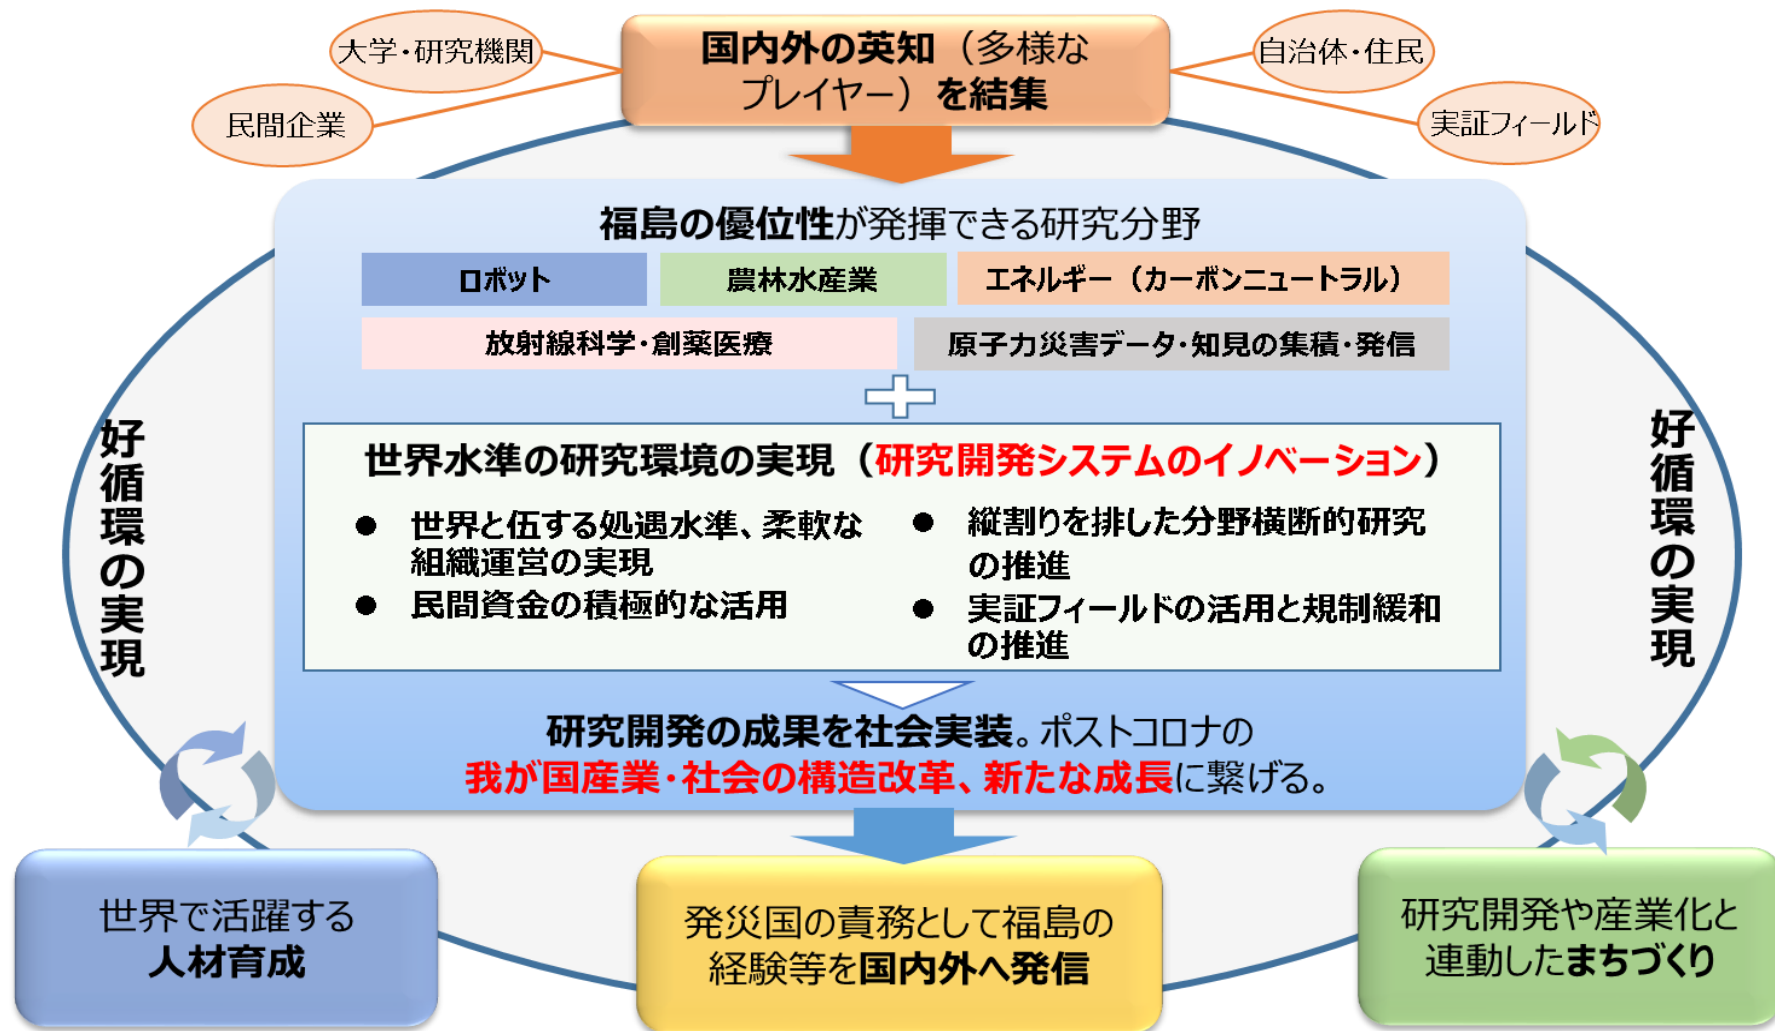 大学・研究機関
民間企業
国内外の英知（多様な
プレイヤー）を結集
自治体・住民
実証フィールド
福島の優位性が発揮できる研究分野
ロボット
農林水産業
エネルギー（カーボンニュートラル）
放射線科学・創薬医療
原子力災害データ・知見の集積・発信
世界水準の研究環境の実現（研究開発システムのイノベーション）
● 世界と伍する処遇水準、柔軟な
組織運営の実現
● 民間資金の積極的な活用
● 縦割りを排した分野横断的研究
の推進
● 実証フィールドの活用と規制緩和
の推進
研究開発の成果を社会実装。ポストコロナの
我が国産業・社会の構造改革、新たな成長に繋げる。
好循環の実現
好循環の実現
世界で活躍する
人材育成
発災国の責務として福島の
経験等を国内外へ発信
研究開発や産業化と
連動したまちづくり